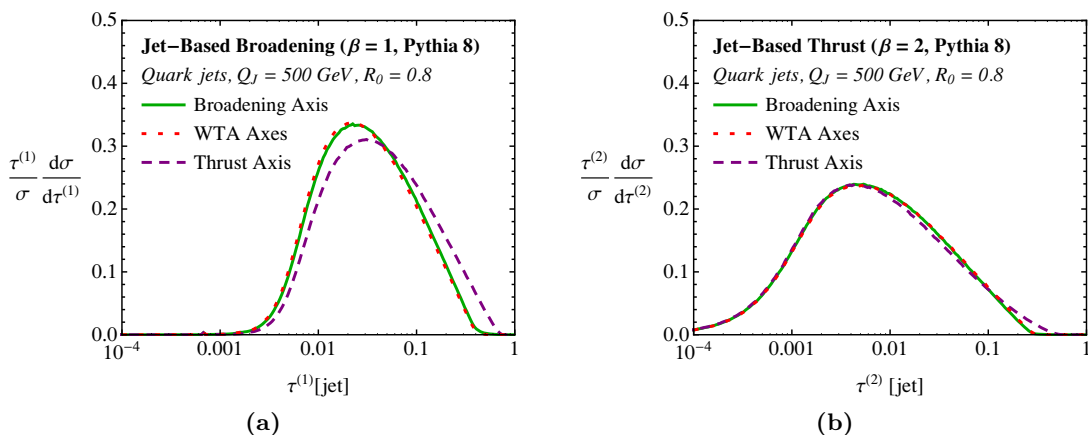 0.5
Jet−Based Broadening (β = 1, Pythia 8)
Quark jets, Q_J = 500 GeV, R_0 = 0.8
0.4
Broadening Axis
WTA Axes
0.3
Thrust Axis
τ^(1)/σ dσ/dτ^(1)
0.2
0.1
0.0
10^−4 0.001 0.01 0.1 1
τ^(1)[jet]
(a)
0.5
Jet−Based Thrust (β = 2, Pythia 8)
Quark jets, Q_J = 500 GeV, R_0 = 0.8
0.4
Broadening Axis
WTA Axes
0.3
Thrust Axis
τ^(2)/σ dσ/dτ^(2)
0.2
0.1
0.0
10^−4 0.001 0.01 0.1 1
τ^(2) [jet]
(b)